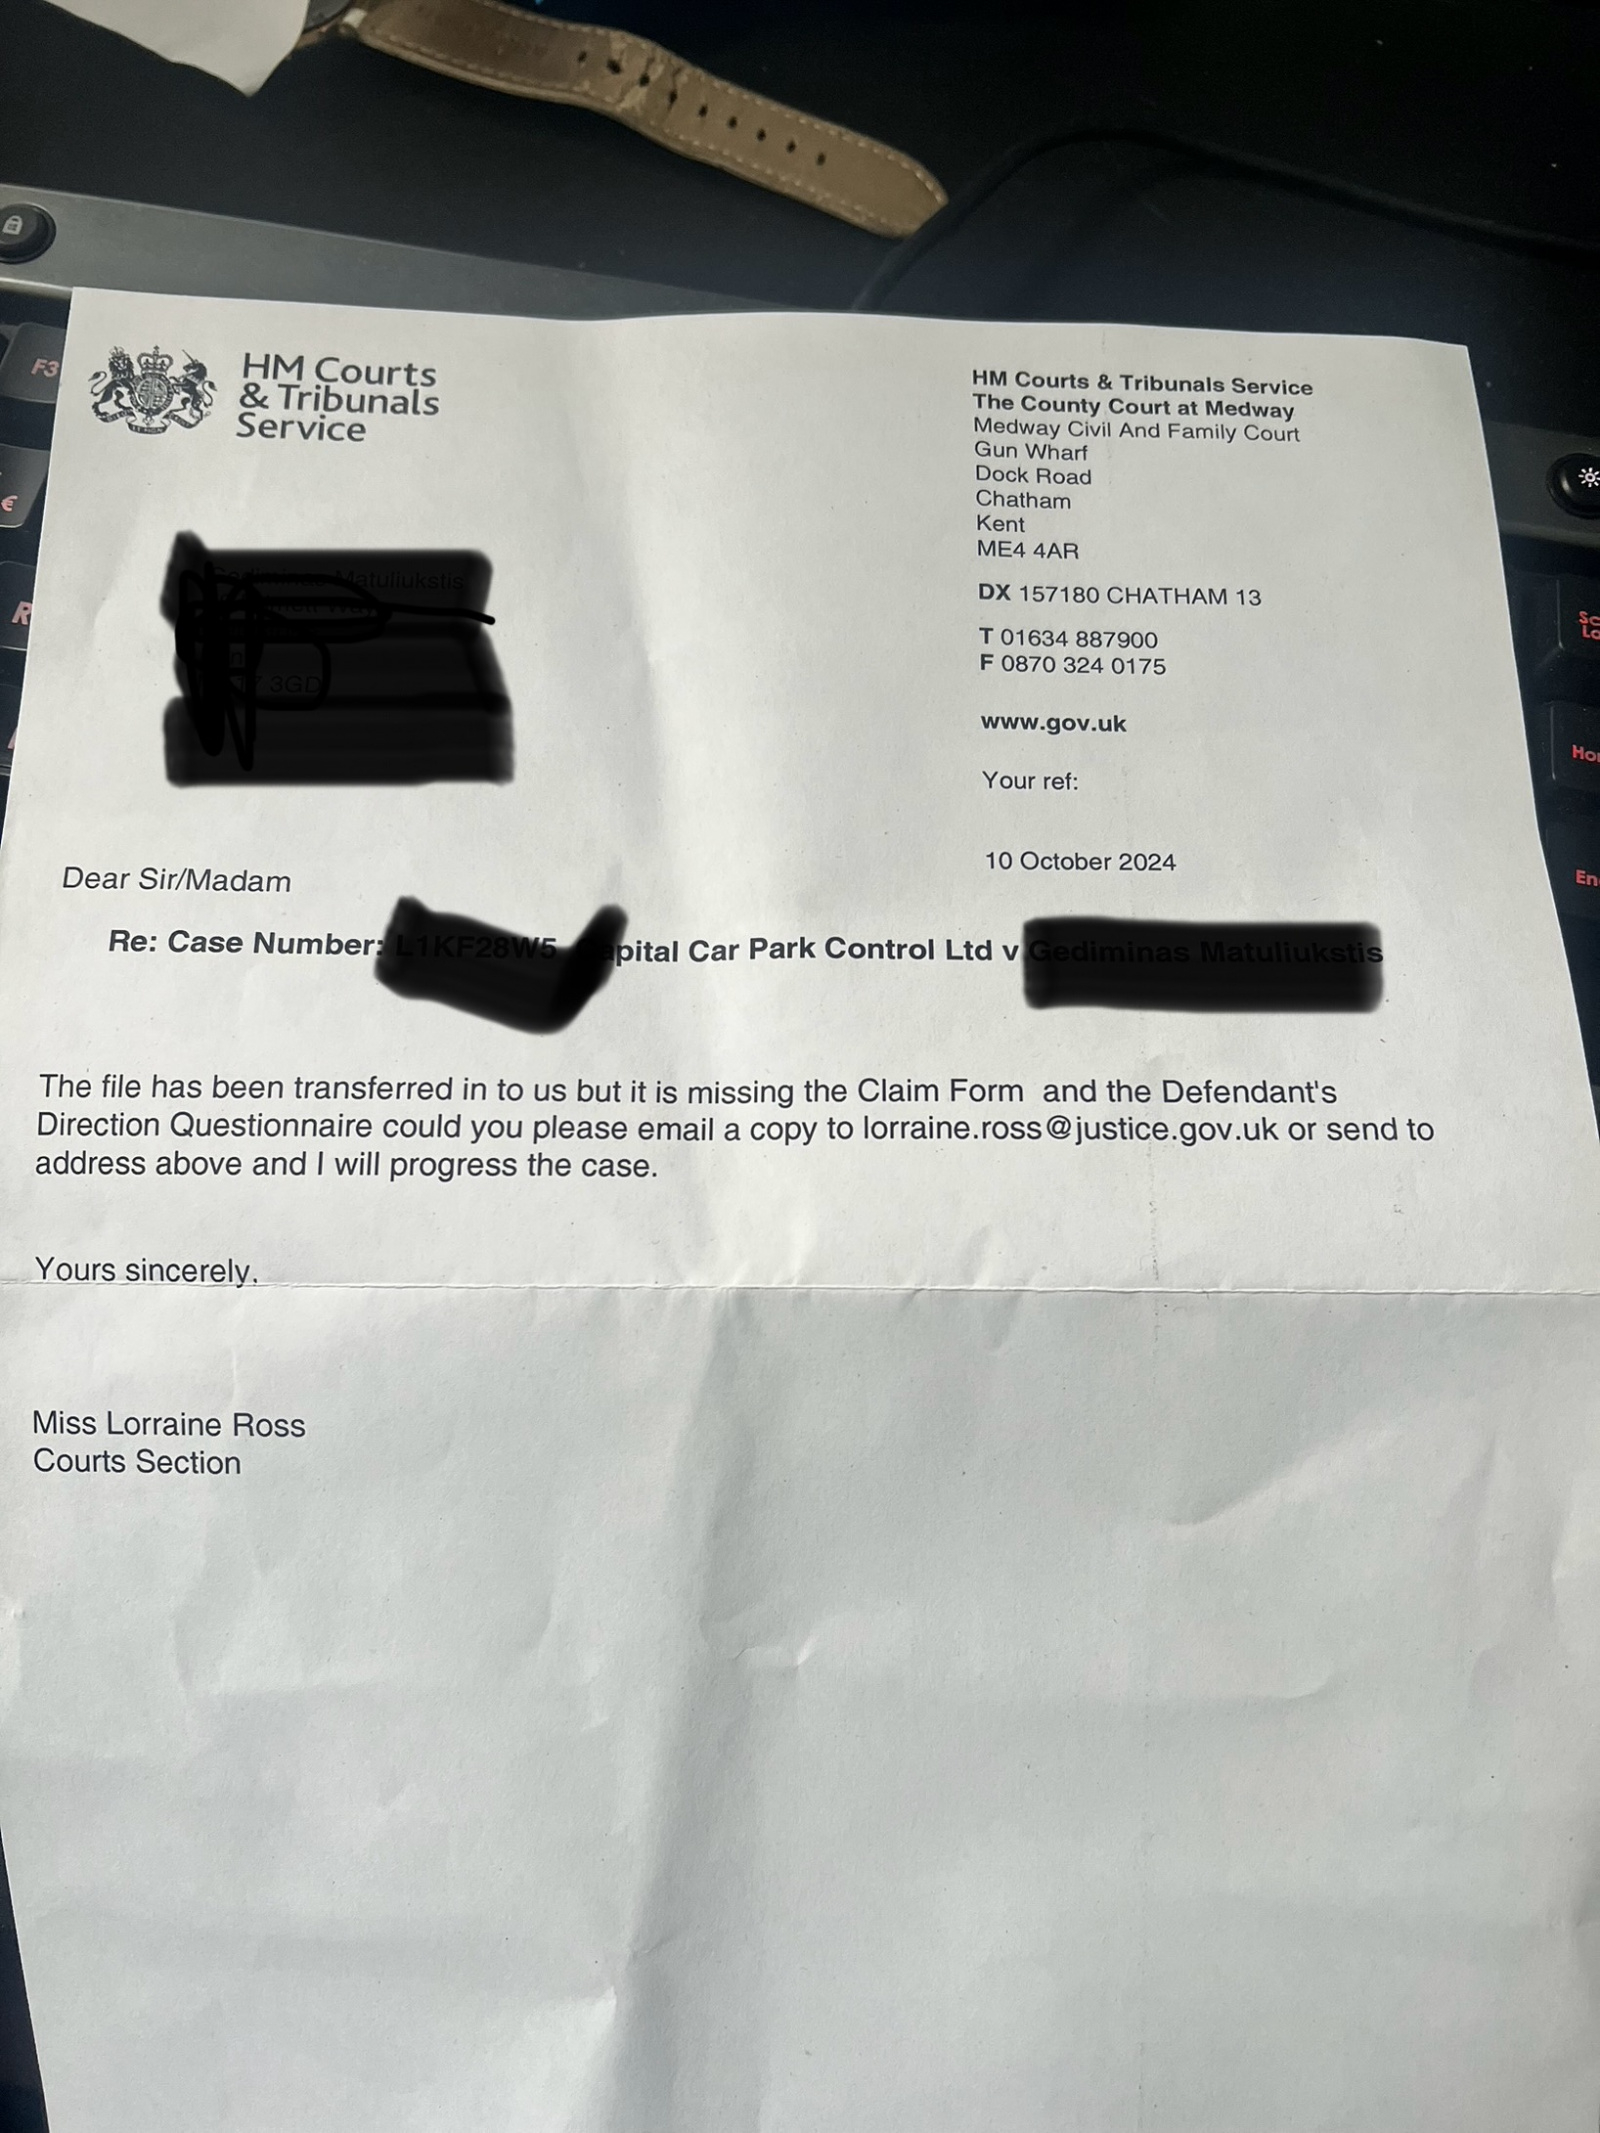 F3
€
R
HM Courts
& Tribunals
Service
HM Courts & Tribunals Service
The County Court at Medway
Medway Civil And Family Court
Gun Wharf
Dock Road
Chatham
Kent
ME4 4AR
DX 157180 CHATHAM 13
T 01634 887900
F 0870 324 0175
www.gov.uk
Your ref:
10 October 2024
Dear Sir/Madam
Re: Case Number: Car Park Control Ltd v
The file has been transferred in to us but it is missing the Claim Form and the Defendant's
Direction Questionnaire could you please email a copy to lorraine.ross@justice.gov.uk or send to
address above and I will progress the case.
Yours sincerely.
Miss Lorraine Ross
Courts Section